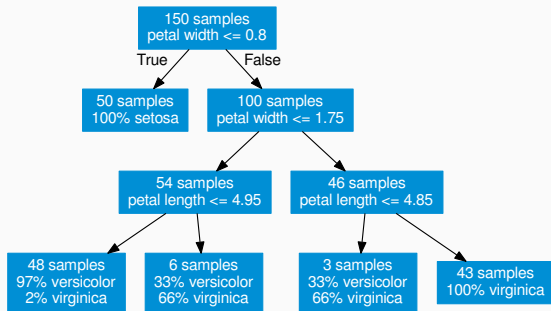 150 samples
petal width <= 0.8
True
False
50 samples
100% setosa
100 samples
petal width <= 1.75
54 samples
petal length <= 4.95
46 samples
petal length <= 4.85
48 samples
97% versicolor
2% virginica
6 samples
33% versicolor
66% virginica
3 samples
33% versicolor
66% virginica
43 samples
100% virginica